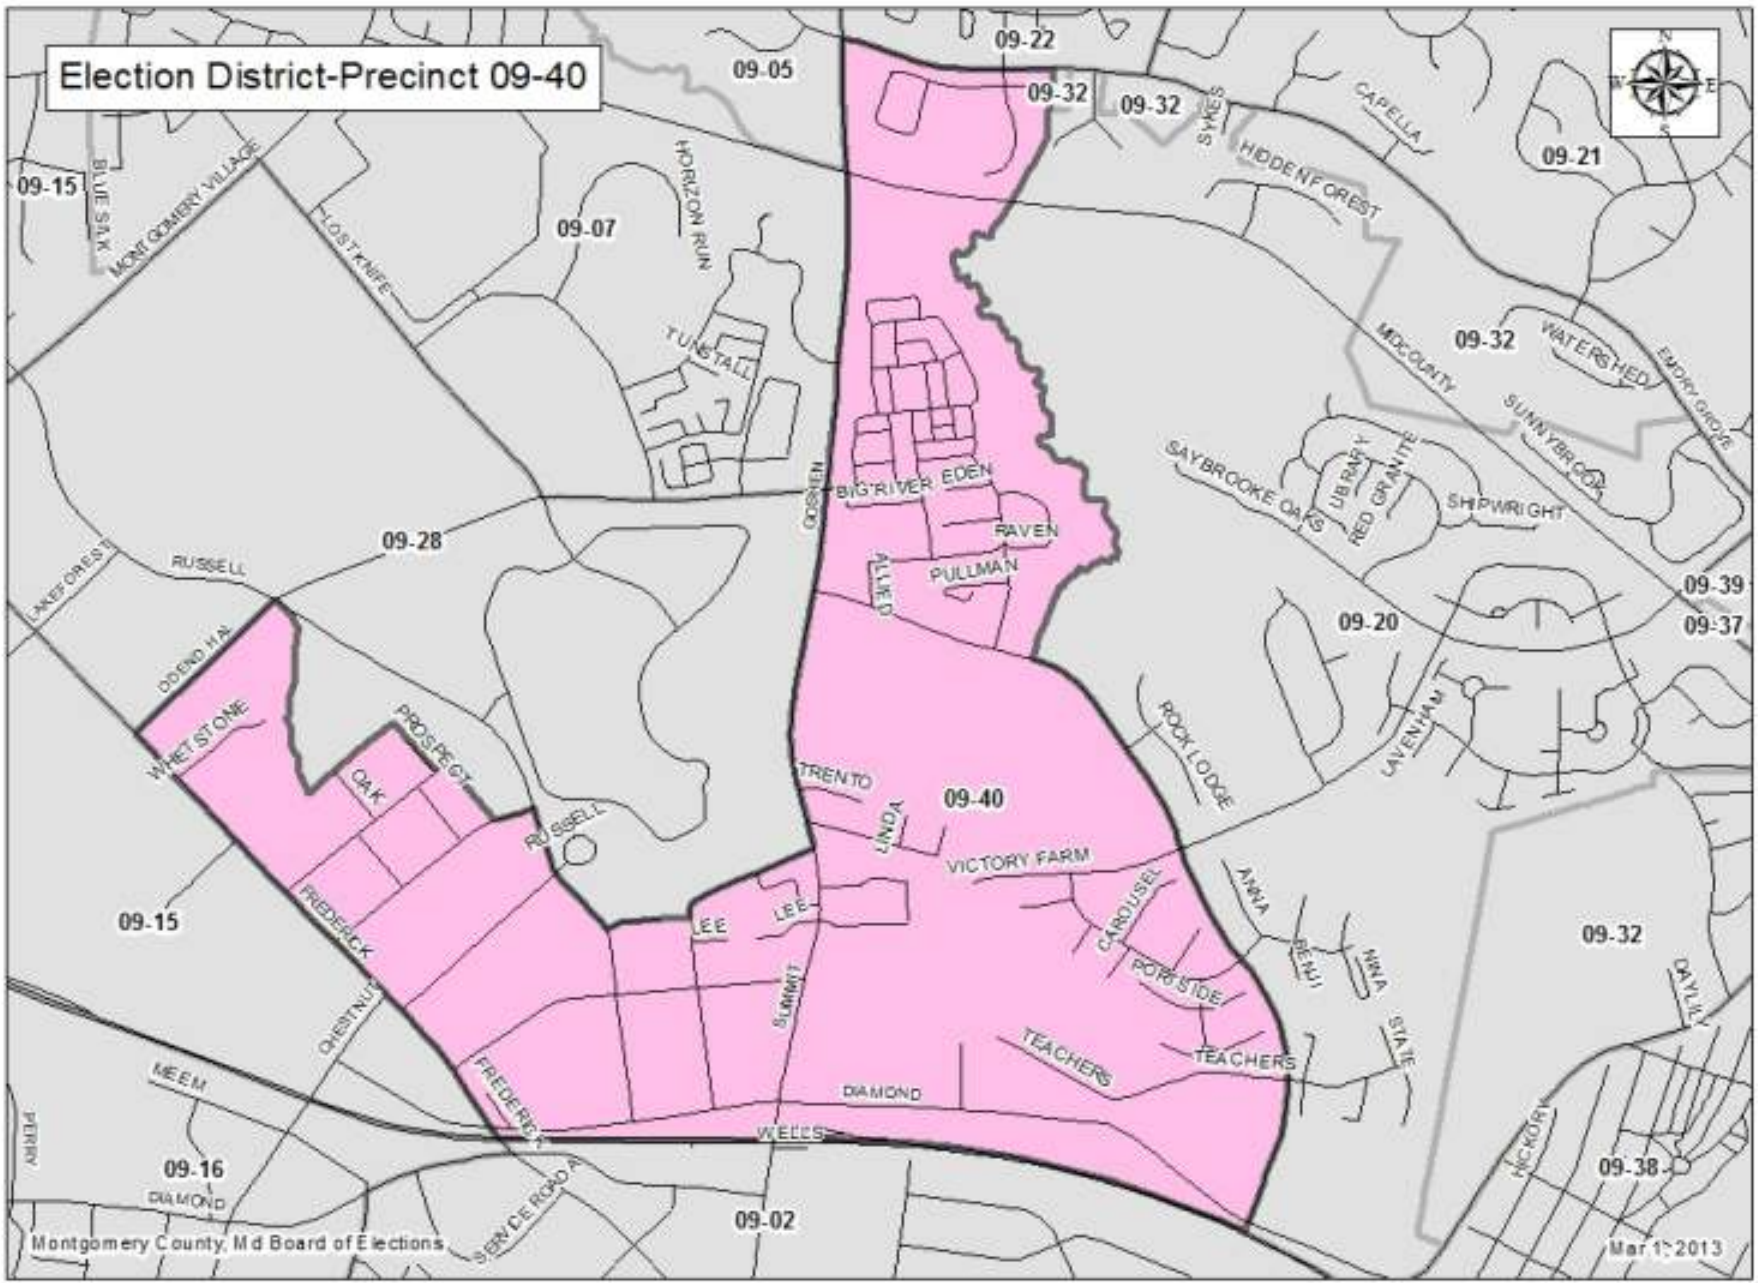 Election District-Precinct 09-40
09-22
09-05
N
W
E
S
09-32
09-32
SYKES
CAPELLA
09-21
09-15
BLUE SILK
MONTGOMERY VILLAGE
HORIZON RUN
HIDDEN FOREST
LOST KNIFE
09-07
TUNSTALL
MIDCOUNTY
09-32
WATERSHED
EMORY GROVE
SUNNYBROOK
GOSHEN
BIG RIVER EDEN
SAYBROOKE OAKS
LIBRARY
RED GRANITE
SHIPWRIGHT
09-28
RAVEN
LAKEFOREST
RUSSELL
ALLIED
PULLMAN
09-39
09-20
09-37
ODEND HAL
WHETSTONE
PROSPECT
OAK
ROCK LODGE
LAVENHAM
TRENTO
09-40
LINDA
RUSSELL
VICTORY FARM
09-15
FREDERICK
LEE
LEE
CAROUSEL
ANNA
09-32
BENJI
NINA
PORTSIDE
DAYLILY
CHESTNUT
SUMMIT
STATE
TEACHERS
TEACHERS
MEEM
FREDERICK
DIAMOND
WELLS
PERRY
HICKORY
09-16
09-38
DIAMOND
SERVICE ROAD A
09-02
Montgomery County, Md Board of Elections
Mar 1, 2013